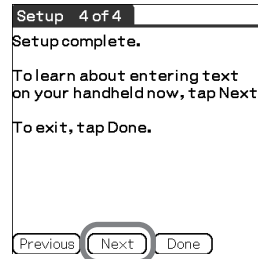 Setup 4 of 4
Setup complete.
To learn about entering text
on your handheld now, tap Next
To exit, tap Done.
Previous Next Done